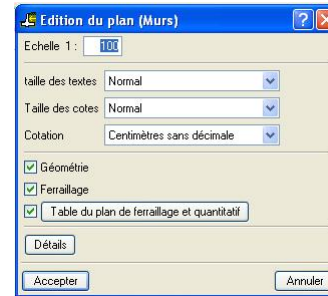 Edition du plan (Murs)
Echelle 1 : 100
taille des textes Normal
Taille des cotes Normal
Cotation Centimètres sans décimale
Géométrie
Ferraillage
Table du plan de ferraillage et quantitatif
Détails
Accepter Annuler